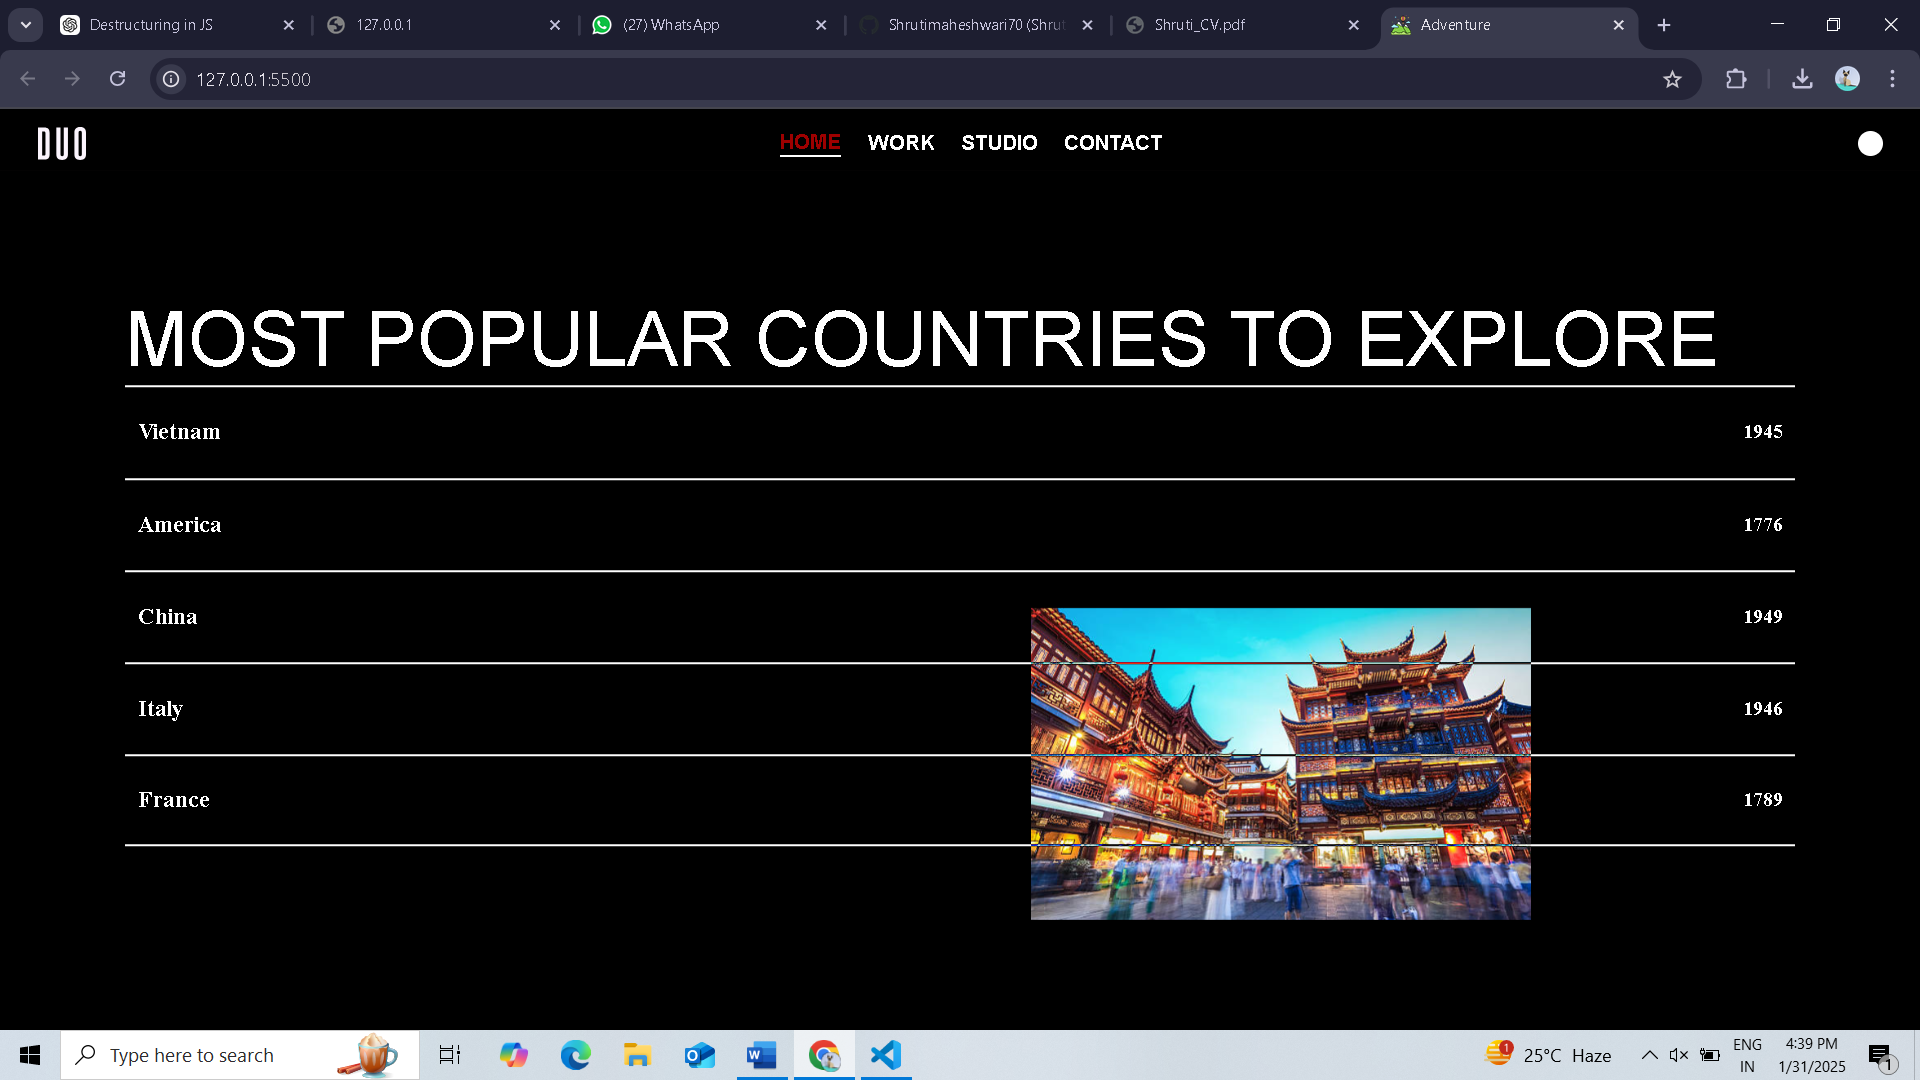 Destructuring in JS
127.0.0.1
(27) WhatsApp
Shrutimaheshwari70 (Shrut
Shruti_CV.pdf
Adventure
127.0.0.1:5500
DUO
HOME WORK STUDIO CONTACT
MOST POPULAR COUNTRIES TO EXPLORE
Vietnam 1945
America 1776
China 1949
Italy 1946
France 1789
Type here to search
1
25°C Haze
ENG
IN
4:39 PM
1/31/2025
1